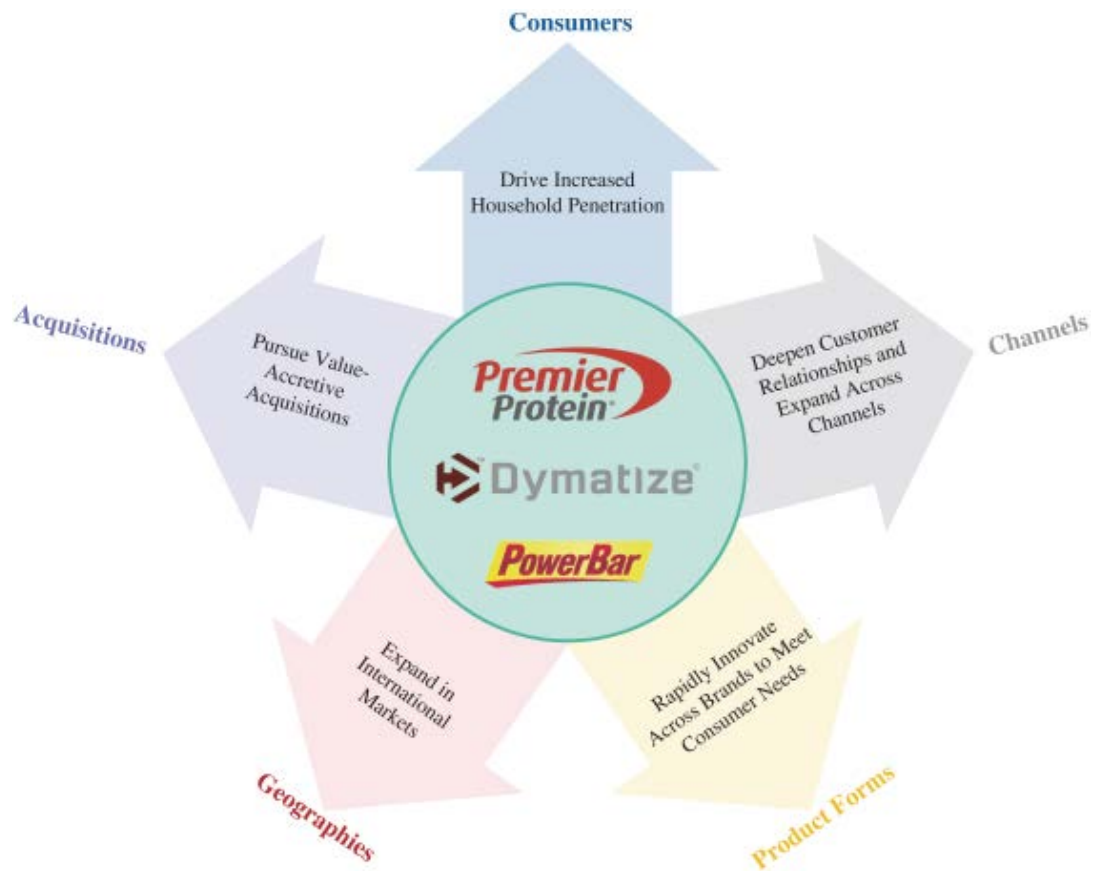 Consumers
Drive Increased
Household Penetration
Acquisitions
Pursue Value-
Accretive
Acquisitions
Channels
Deepen Customer
Relationships and
Expand Across
Channels
Premier
Protein®
Dymatize®
PowerBar
Expand in
International
Markets
Geographies
Rapidly Innovate
Across Brands to Meet
Consumer Needs
Product Forms